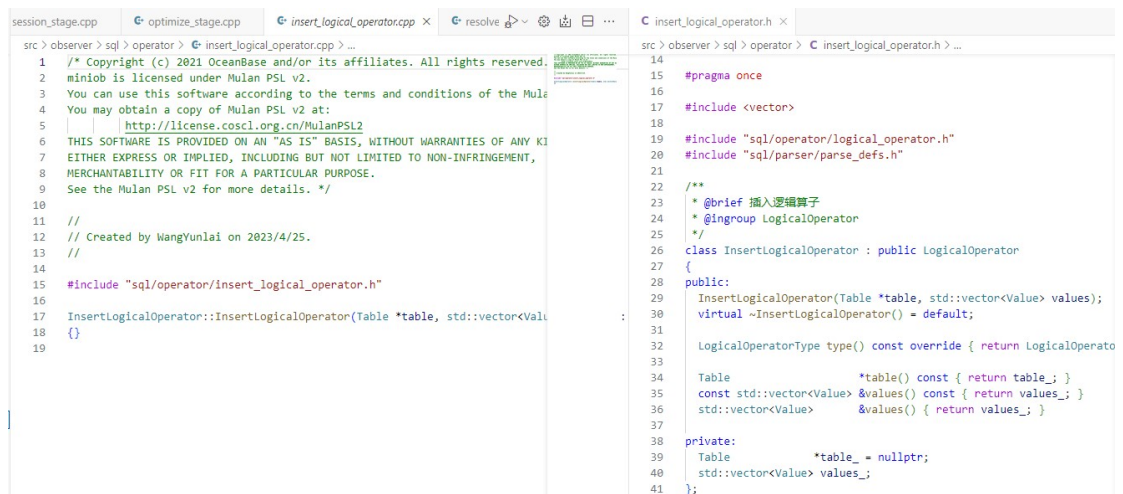 session_stage.cpp
optimize_stage.cpp
insert_logical_operator.cpp ×
resolve
src > observer > sql > operator > insert_logical_operator.cpp > ...
1 /* Copyright (c) 2021 OceanBase and/or its affiliates. All rights reserved.
2 miniob is licensed under Mulan PSL v2.
3 You can use this software according to the terms and conditions of the Mula
4 You may obtain a copy of Mulan PSL v2 at:
5 http://license.coscl.org.cn/MulanPSL2
6 THIS SOFTWARE IS PROVIDED ON AN "AS IS" BASIS, WITHOUT WARRANTIES OF ANY KI
7 EITHER EXPRESS OR IMPLIED, INCLUDING BUT NOT LIMITED TO NON-INFRINGEMENT,
8 MERCHANTABILITY OR FIT FOR A PARTICULAR PURPOSE.
9 See the Mulan PSL v2 for more details. */
10
11 //
12 // Created by WangYunlai on 2023/4/25.
13 //
14
15 #include "sql/operator/insert_logical_operator.h"
16
17 InsertLogicalOperator::InsertLogicalOperator(Table *table, std::vector<Valu :
18 {}
19
C insert_logical_operator.h ×
src > observer > sql > operator > C insert_logical_operator.h > ...
14
15 #pragma once
16
17 #include <vector>
18
19 #include "sql/operator/logical_operator.h"
20 #include "sql/parser/parse_defs.h"
21
22 /**
23 * @brief 插入逻辑算子
24 * @ingroup LogicalOperator
25 */
26 class InsertLogicalOperator : public LogicalOperator
27 {
28 public:
29 InsertLogicalOperator(Table *table, std::vector<Value> values);
30 virtual ~InsertLogicalOperator() = default;
31
32 LogicalOperatorType type() const override { return LogicalOperato
33
34 Table *table() const { return table_; }
35 const std::vector<Value> &values() const { return values_; }
36 std::vector<Value> &values() { return values_; }
37
38 private:
39 Table *table_ = nullptr;
40 std::vector<Value> values_;
41 };